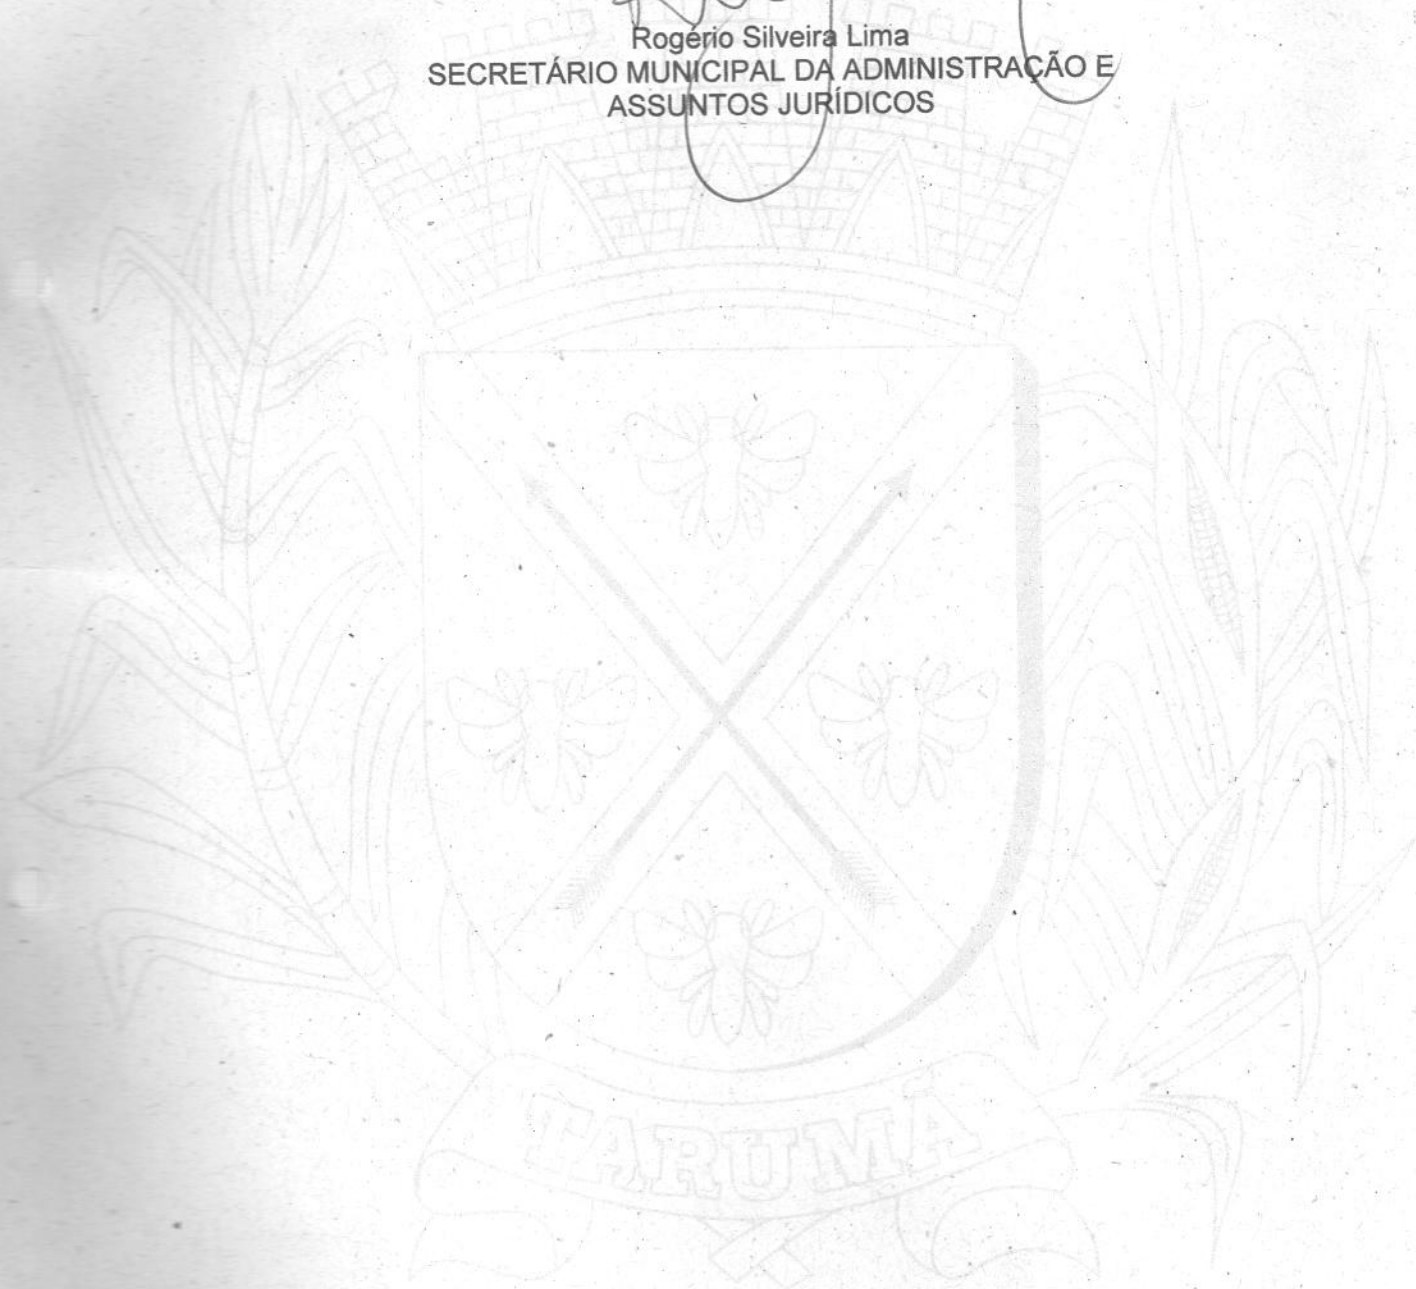 Rogério Silveira Lima
SECRETÁRIO MUNICIPAL DA ADMINISTRAÇÃO E
ASSUNTOS JURÍDICOS
TARUMÃ